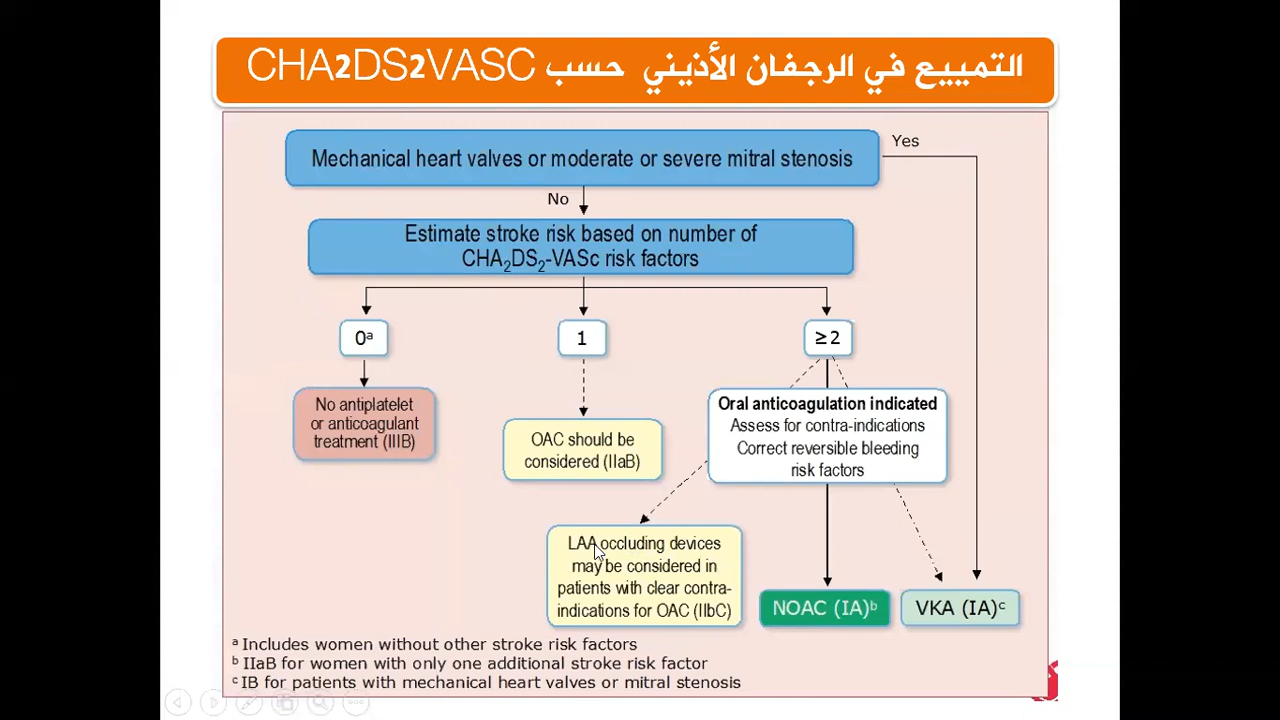 التمييع في الرجفان الأذيني حسب CHA2DS2VASC
Mechanical heart valves or moderate or severe mitral stenosis
Yes
No
Estimate stroke risk based on number of
CHA₂DS₂-VASc risk factors
0ᵃ
1
≥2
No antiplatelet
or anticoagulant
treatment (IIIB)
OAC should be
considered (IIaB)
Oral anticoagulation indicated
Assess for contra-indications
Correct reversible bleeding
risk factors
LAA occluding devices
may be considered in
patients with clear contra-
indications for OAC (IIbC)
NOAC (IA)ᵇ
VKA (IA)ᶜ
ᵃ Includes women without other stroke risk factors
ᵇ IIaB for women with only one additional stroke risk factor
ᶜ IB for patients with mechanical heart valves or mitral stenosis